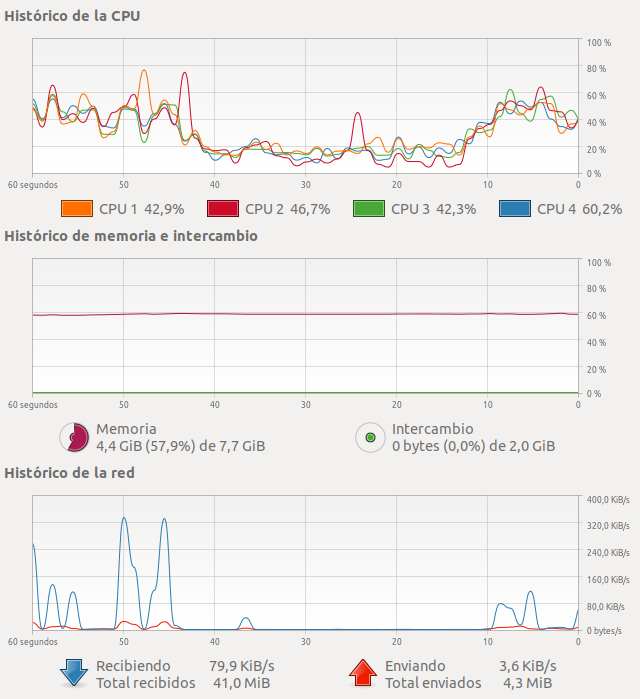 Histórico de la CPU
100 %
80 %
60 %
40 %
20 %
0 %
60 segundos 50 40 30 20 10 0
CPU 1 42,9% CPU 2 46,7% CPU 3 42,3% CPU 4 60,2%
Histórico de memoria e intercambio
100 %
80 %
60 %
40 %
20 %
0 %
60 segundos 50 40 30 20 10 0
Memoria Intercambio
4,4 GiB (57,9%) de 7,7 GiB 0 bytes (0,0%) de 2,0 GiB
Histórico de la red
400,0 KiB/s
320,0 KiB/s
240,0 KiB/s
160,0 KiB/s
80,0 KiB/s
0 bytes/s
60 segundos 50 40 30 20 10 0
Recibiendo 79,9 KiB/s Enviando 3,6 KiB/s
Total recibidos 41,0 MiB Total enviados 4,3 MiB